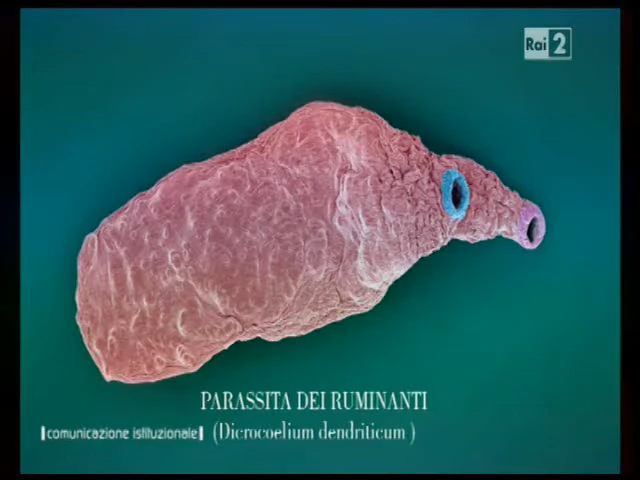 Rai 2
PARASSITA DEI RUMINANTI
comunicazione istituzionale
(Dicrocoelium dendriticum )